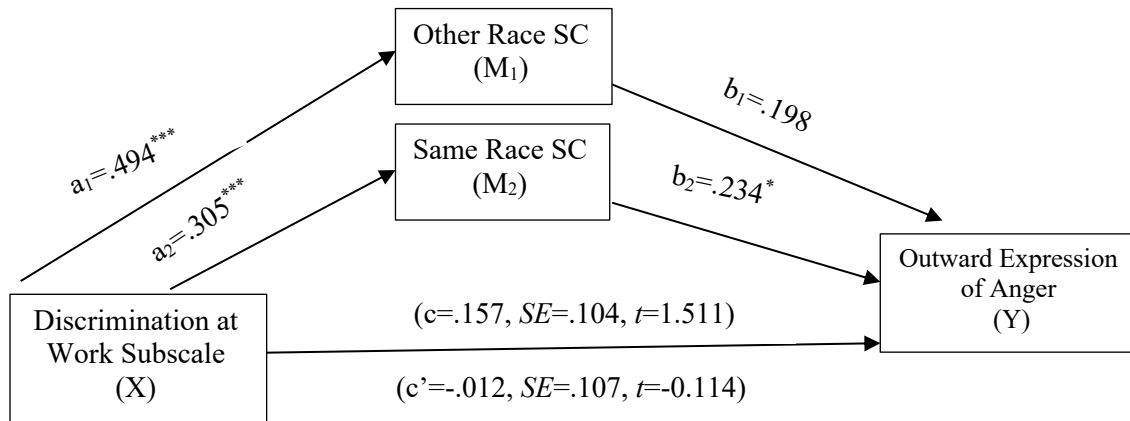 Other Race SC
(M₁)
a₁=.494***
b₁=.198
Same Race SC
(M₂)
a₂=.305***
b₂=.234*
Discrimination at
Work Subscale
(X)
(c=.157, SE=.104, t=1.511)
(c’=-.012, SE=.107, t=-0.114)
Outward Expression
of Anger
(Y)